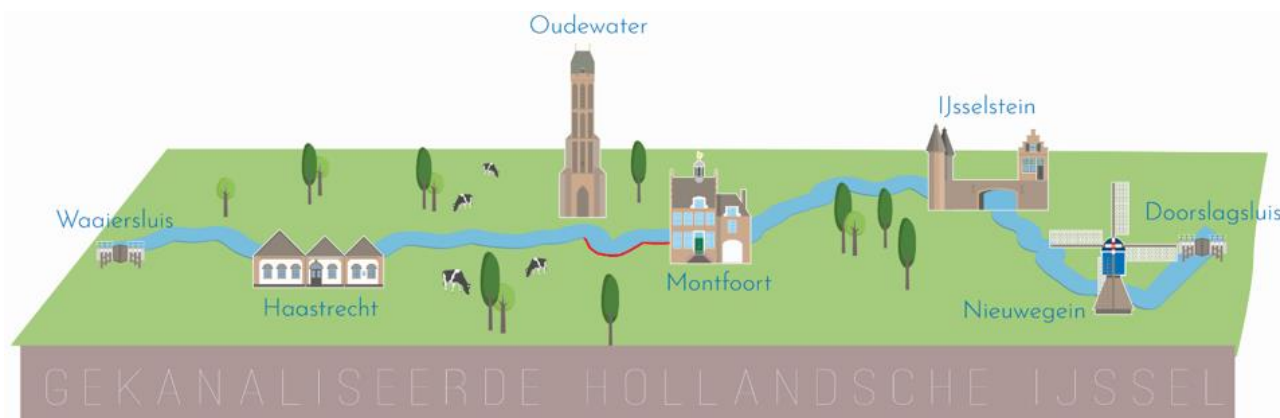 Oudewater
IJsselstein
Waaiersluis
Doorslagsluis
Haastrecht
Montfoort
Nieuwegein
GEKANALISEERDE HOLLANDSCHE IJSSEL